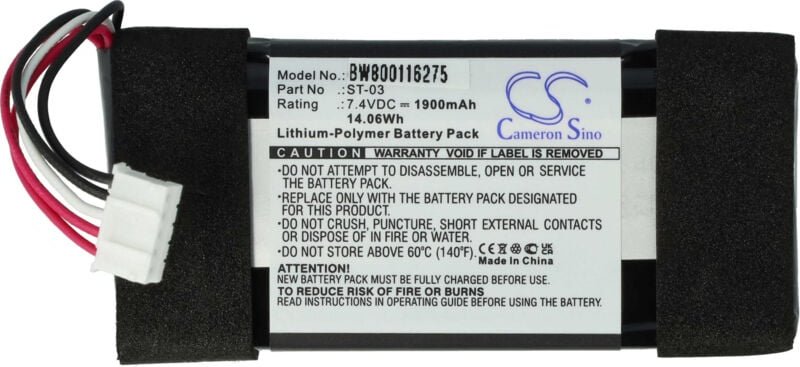 Model No.: BW800116275
Part No : ST-03
Rating : 7.4VDC ⎓ 1900mAh
14.06Wh
Lithium-Polymer Battery Pack
CS
Cameron Sino
CAUTION WARRANTY VOID IF LABEL IS REMOVED
•DO NOT ATTEMPT TO DISASSEMBLE, OPEN OR SERVICE
THE BATTERY PACK.
•REPLACE ONLY WITH THE BATTERY PACK DESIGNATED
FOR THIS PRODUCT.
•DO NOT CRUSH, PUNCTURE, SHORT EXTERNAL CONTACTS
OR DISPOSE OF IN FIRE OR WATER.
•DO NOT STORE ABOVE 60°C (140°F).
CE
UK CA
Made In China
ATTENTION!
NEW BATTERY PACK MUST BE FULLY CHARGED BEFORE USE.
TO REDUCE RISK OF FIRE OR BURNS
READ INSTRUCTIONS ABOUT OPERATING GUIDE BEFORE USING THE BATTERY.